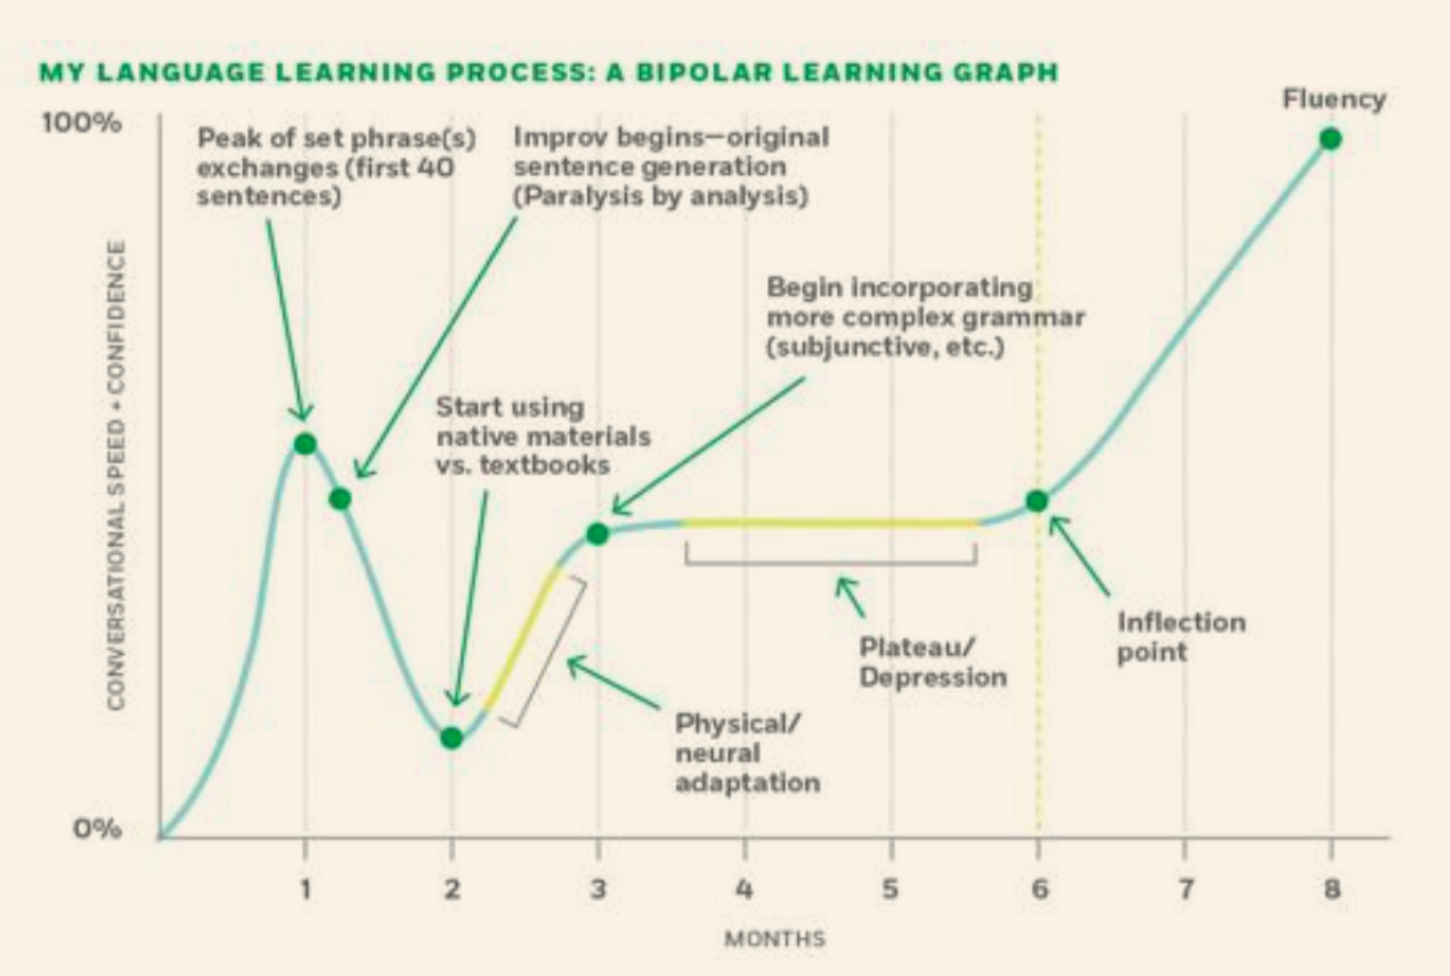 MY LANGUAGE LEARNING PROCESS: A BIPOLAR LEARNING GRAPH
Fluency
100%
Peak of set phrase(s)
exchanges (first 40
sentences)
Improv begins—original
sentence generation
(Paralysis by analysis)
Begin incorporating
more complex grammar
(subjunctive, etc.)
Start using
native materials
vs. textbooks
CONVERSATIONAL SPEED + CONFIDENCE
Inflection
point
Plateau/
Depression
Physical/
neural
adaptation
0%
1 2 3 4 5 6 7 8
MONTHS